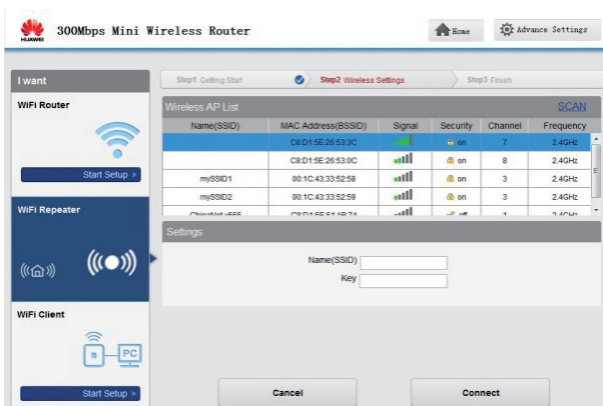 HUAWEI
300Mbps Mini Wireless Router
Home
Advance Settings
I want
Step1 Getting Start
Step2 Wireless Settings
Step3 Finish
WiFi Router
Wireless AP List SCAN
Name(SSID) MAC Address(BSSID) Signal Security Channel Frequency
C8:D1:5E:26:53:3C on 7 2.4GHz
C8:D1:5E:26:53:0C on 8 2.4GHz
Start Setup
mySSID1 00:1C:43:33:52:58 on 3 2.4GHz
mySSID2 00:1C:43:33:52:59 on 3 2.4GHz
WiFi Repeater
off 1 2.4GHz
Settings
Name(SSID)
Key
WiFi Client
PC
Start Setup
Cancel
Connect